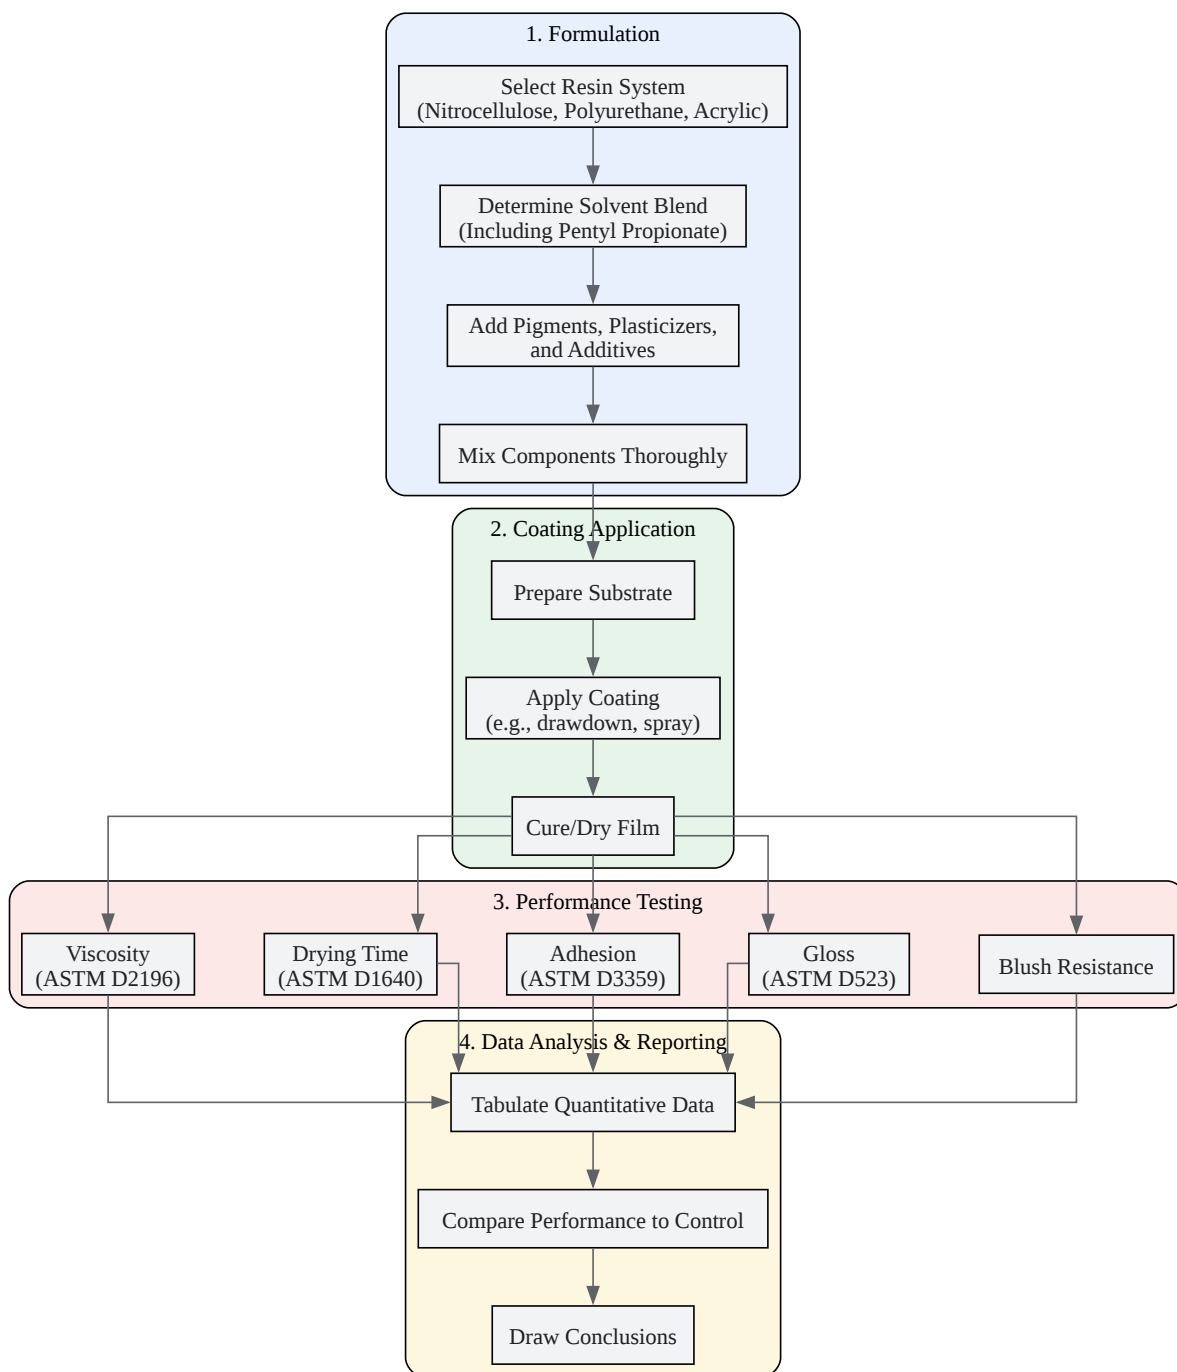 1. Formulation
Select Resin System
(Nitrocellulose, Polyurethane, Acrylic)
Determine Solvent Blend
(Including Pentyl Propionate)
Add Pigments, Plasticizers,
and Additives
Mix Components Thoroughly
2. Coating Application
Prepare Substrate
Apply Coating
(e.g., drawdown, spray)
Cure/Dry Film
3. Performance Testing
Viscosity
(ASTM D2196)
Drying Time
(ASTM D1640)
Adhesion
(ASTM D3359)
Gloss
(ASTM D523)
Blush Resistance
4. Data Analysis & Reporting
Tabulate Quantitative Data
Compare Performance to Control
Draw Conclusions